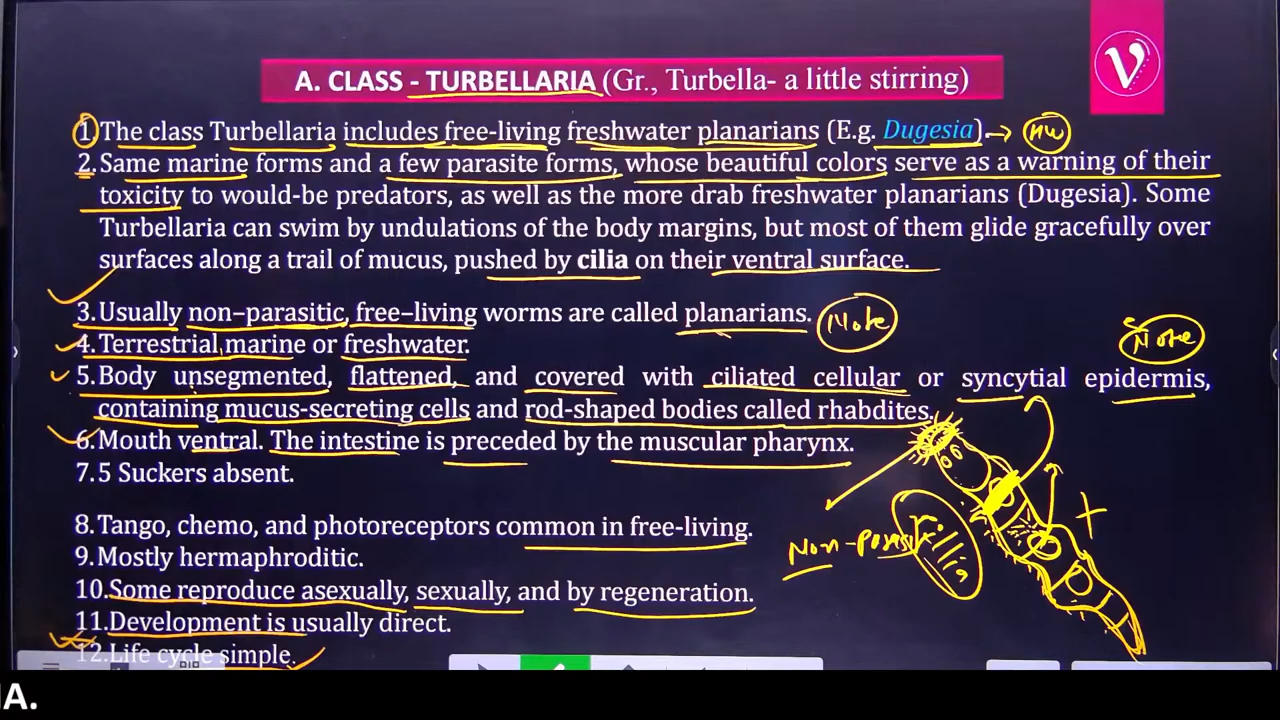 V
A. CLASS - TURBELLARIA (Gr., Turbella- a little stirring)
1.The class Turbellaria includes free-living freshwater planarians (E.g. Dugesia). → HW
2.Same marine forms and a few parasite forms, whose beautiful colors serve as a warning of their
toxicity to would-be predators, as well as the more drab freshwater planarians (Dugesia). Some
Turbellaria can swim by undulations of the body margins, but most of them glide gracefully over
surfaces along a trail of mucus, pushed by cilia on their ventral surface.
3.Usually non-parasitic, free–living worms are called planarians. Note
4.Terrestrial,marine or freshwater. Note
5.Body unsegmented, flattened, and covered with ciliated cellular or syncytial epidermis,
containing mucus-secreting cells and rod-shaped bodies called rhabdites.
6.Mouth ventral. The intestine is preceded by the muscular pharynx.
7.5 Suckers absent.
8.Tango, chemo, and photoreceptors common in free-living.
Non-
9.Mostly hermaphroditic.
10.Some reproduce asexually, sexually, and by regeneration.
11.Development is usually direct.
12.Life cycle simple.
IA.